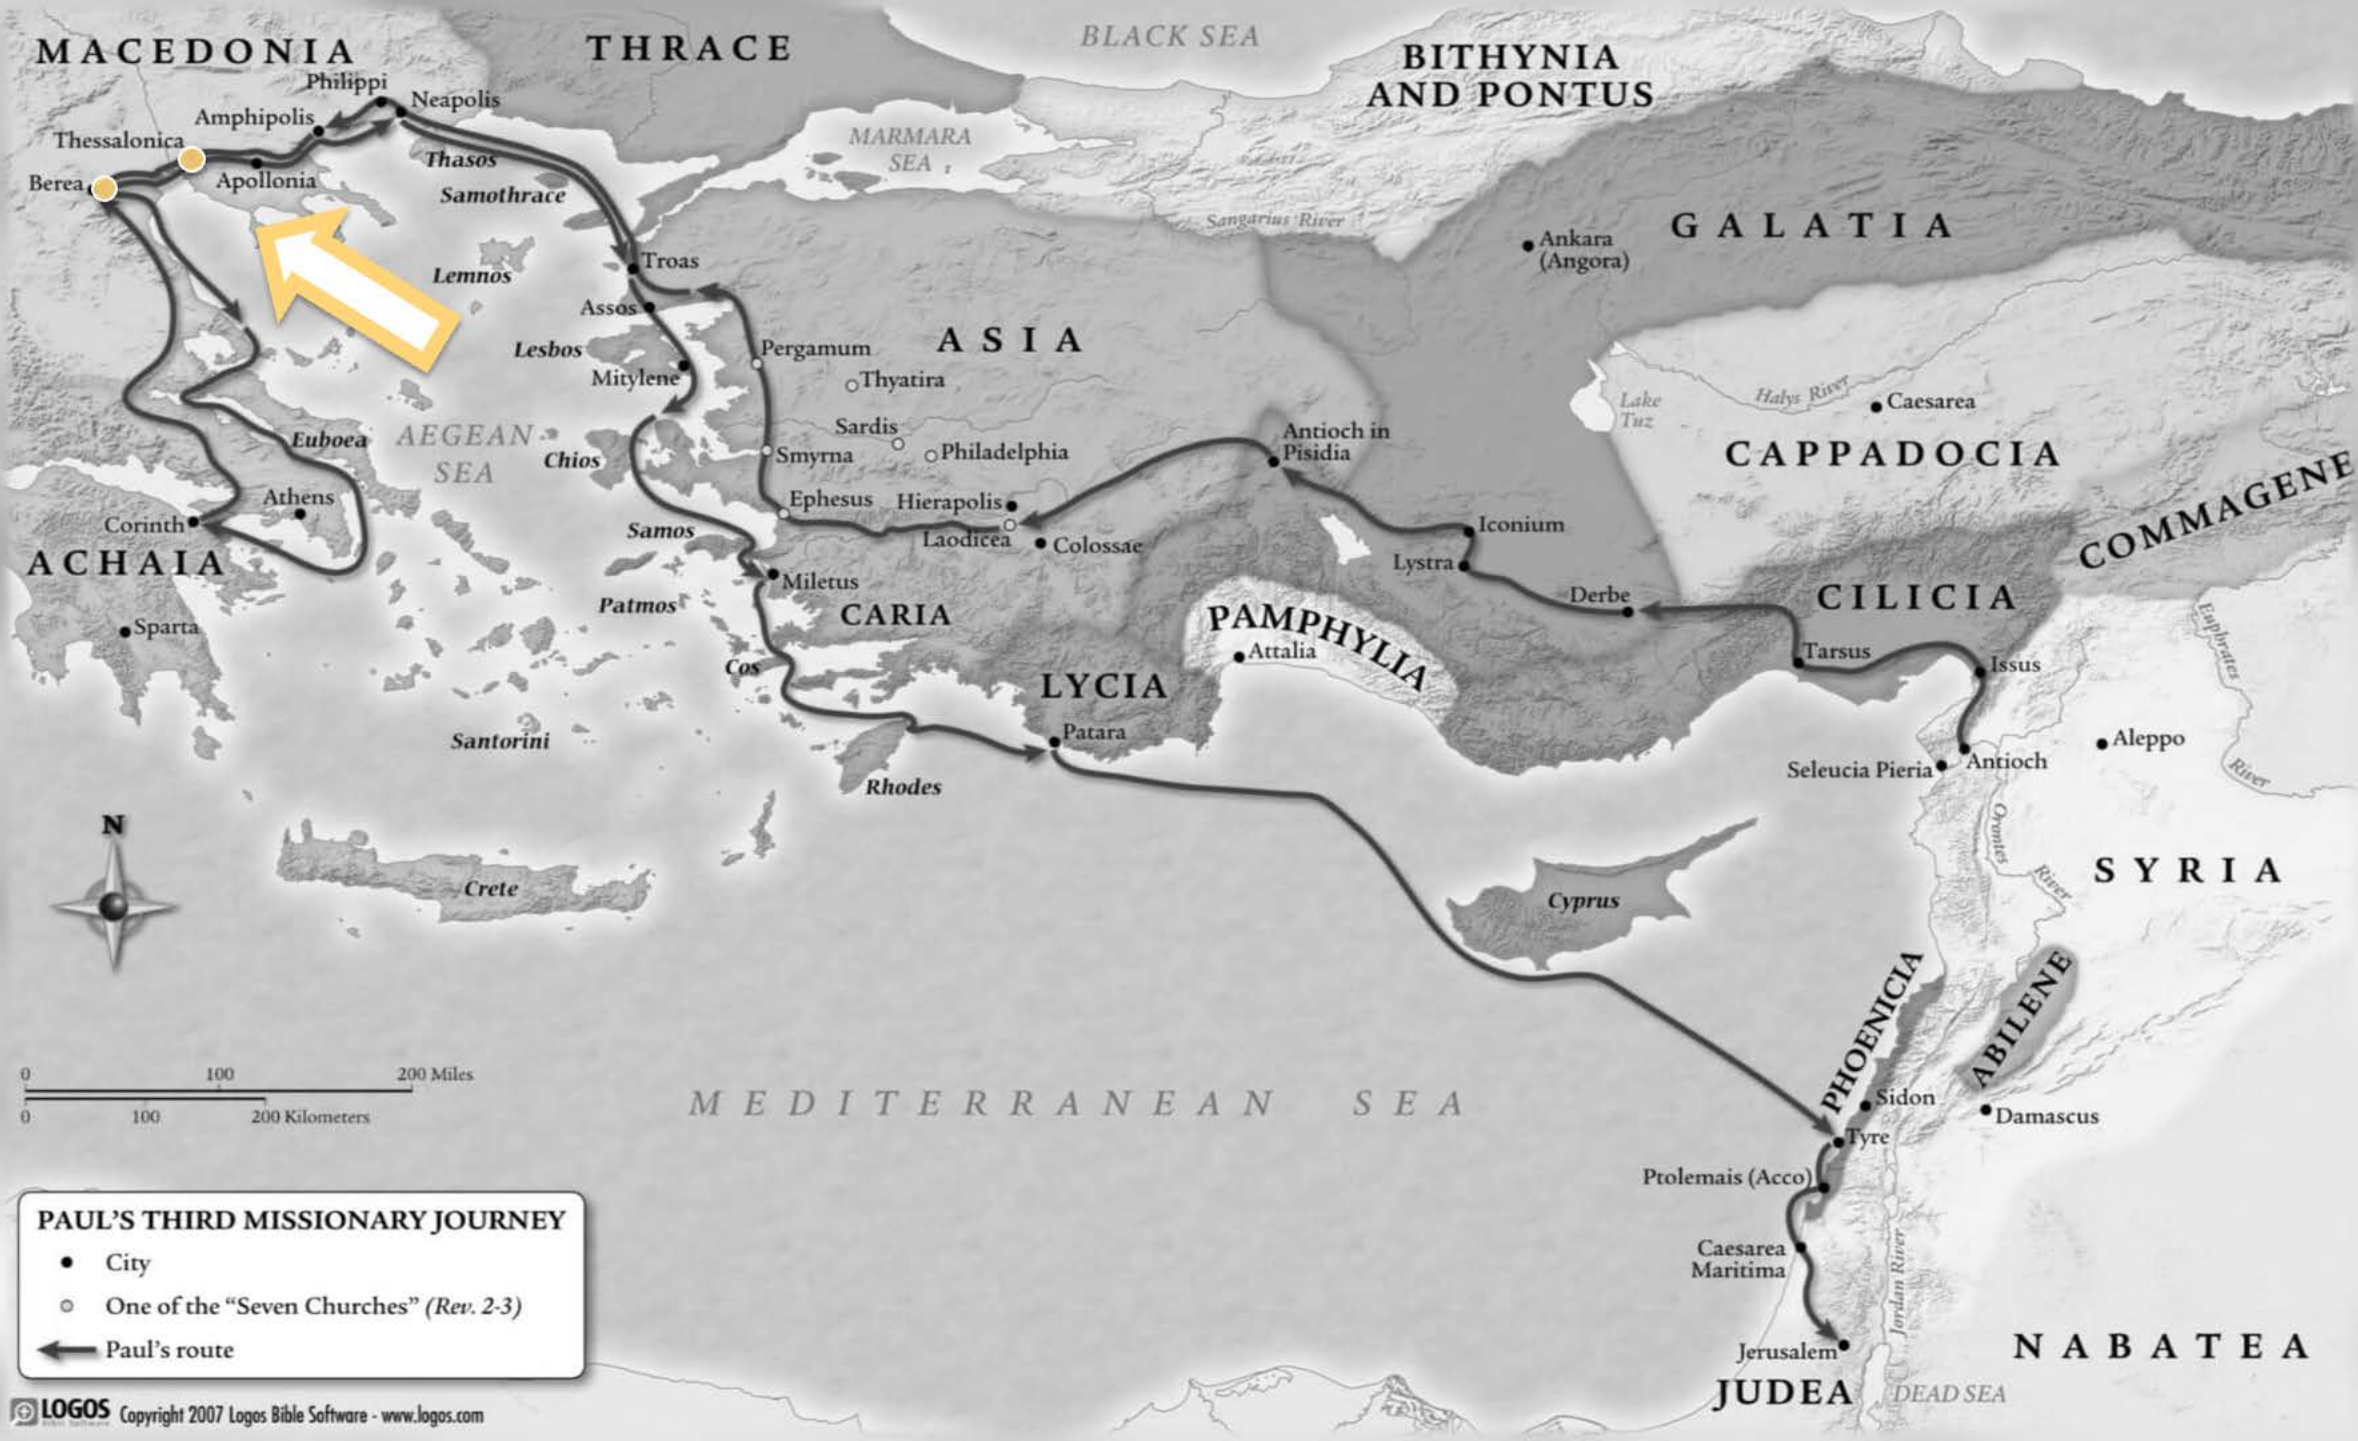 MACEDONIA
THRACE
BLACK SEA
BITHYNIA
AND PONTUS
Philippi
Neapolis
Amphipolis
Thessalonica
MARMARA
SEA
Thasos
Berea
Apollonia
Samothrace
Sangarius River
GALATIA
Ankara
(Angora)
Troas
Lemnos
Assos
ASIA
Lesbos
Pergamum
Mitylene
Thyatira
Halys River
Lake
Tuz
Caesarea
Sardis
Antioch in
Pisidia
Euboea
AEGEAN
SEA
Chios
Smyrna
Philadelphia
CAPPADOCIA
COMMAGENE
Athens
Ephesus
Hierapolis
Corinth
Samos
Laodicea
Colossae
Iconium
Lystra
ACHAIA
Miletus
Derbe
CILICIA
Patmos
CARIA
PAMPHYLIA
Sparta
Attalia
Tarsus
Issus
Euphrates
River
Cos
LYCIA
Patara
Santorini
Rhodes
Aleppo
Seleucia Pieria
Antioch
Orontes
River
N
Crete
Cyprus
SYRIA
PHOENICIA
ABILENE
0 100 200 Miles
0 100 200 Kilometers
MEDITERRANEAN SEA
Sidon
Damascus
Tyre
Ptolemais (Acco)
Caesarea
Maritima
Jordan River
Jerusalem
JUDEA
DEAD SEA
NABATEA
PAUL'S THIRD MISSIONARY JOURNEY
City
One of the “Seven Churches” (Rev. 2-3)
Paul's route
LOGOS
Bible Software
Copyright 2007 Logos Bible Software - www.logos.com